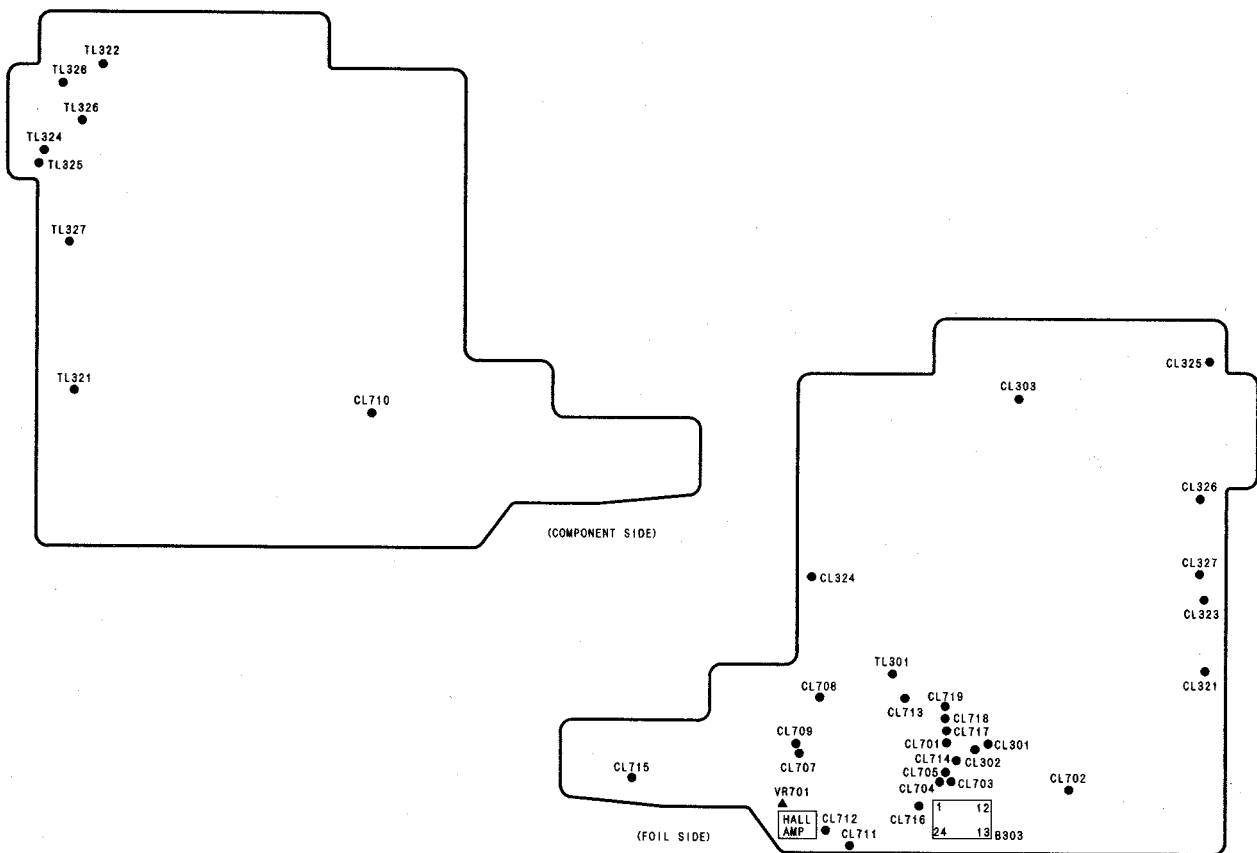 TL322
TL328
TL326
TL324
TL325
TL327
TL321
CL710
(COMPONENT SIDE)
CL325
CL303
CL326
CL327
CL324
CL323
TL301
CL321
CL708
CL719
CL713
CL718
CL717
CL709
CL701
CL301
CL707
CL714
CL302
CL715
CL705
CL704
CL703
CL702
VR701
CL716
1 12
HALL
AMP
CL712
24 13
B303
(FOIL SIDE)
CL711